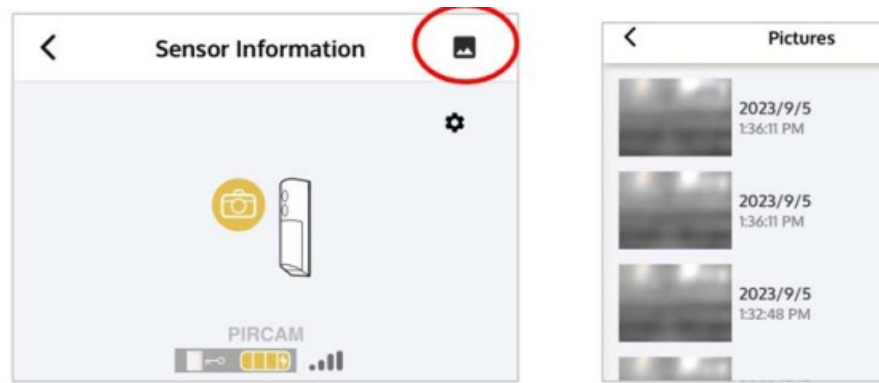 Sensor Information
PIRCAM
Pictures
2023/9/5
1:36:11 PM
2023/9/5
1:36:11 PM
2023/9/5
1:32:48 PM